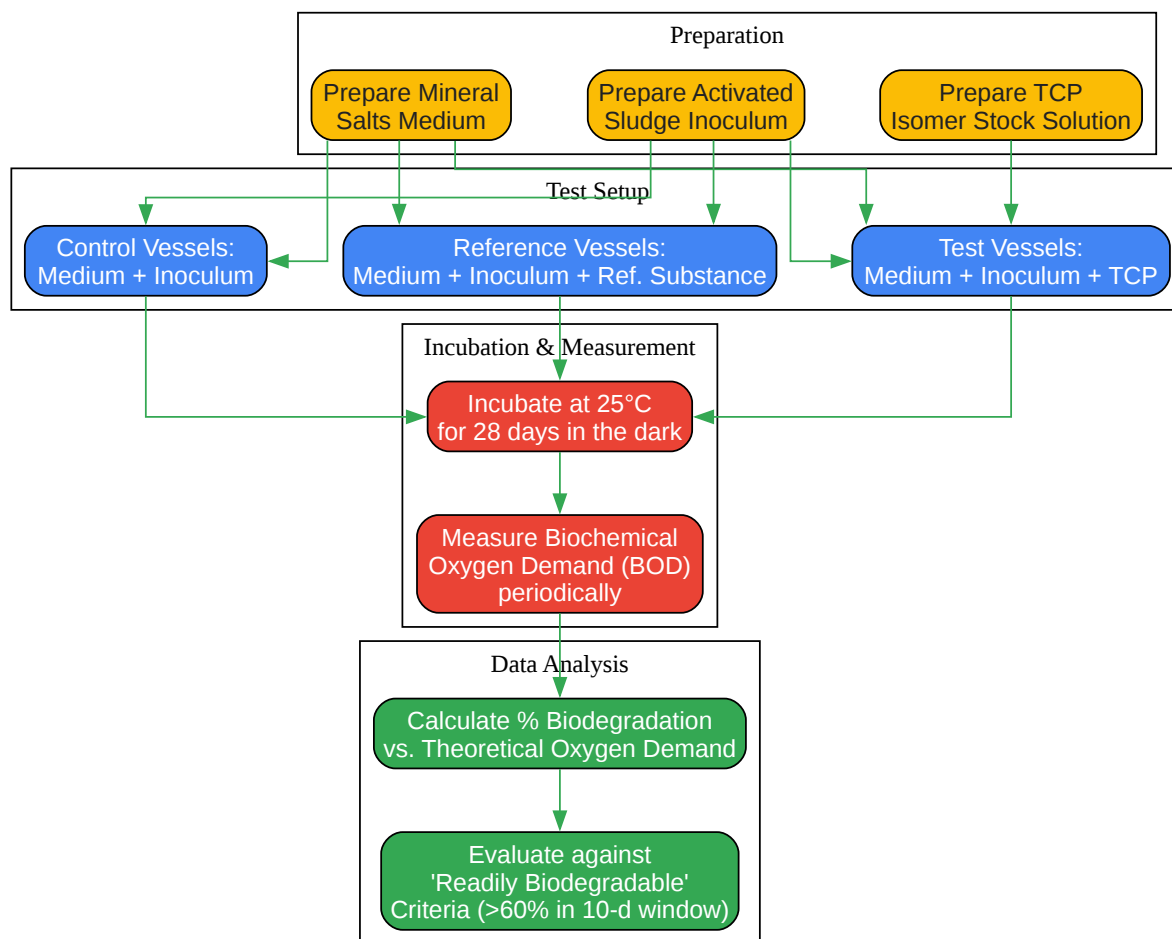 Preparation
Prepare Mineral
Salts Medium
Prepare Activated
Sludge Inoculum
Prepare TCP
Isomer Stock Solution
Test Setup
Control Vessels:
Medium + Inoculum
Reference Vessels:
Medium + Inoculum + Ref. Substance
Test Vessels:
Medium + Inoculum + TCP
Incubation & Measurement
Incubate at 25°C
for 28 days in the dark
Measure Biochemical
Oxygen Demand (BOD)
periodically
Data Analysis
Calculate % Biodegradation
vs. Theoretical Oxygen Demand
Evaluate against
'Readily Biodegradable'
Criteria (>60% in 10-d window)